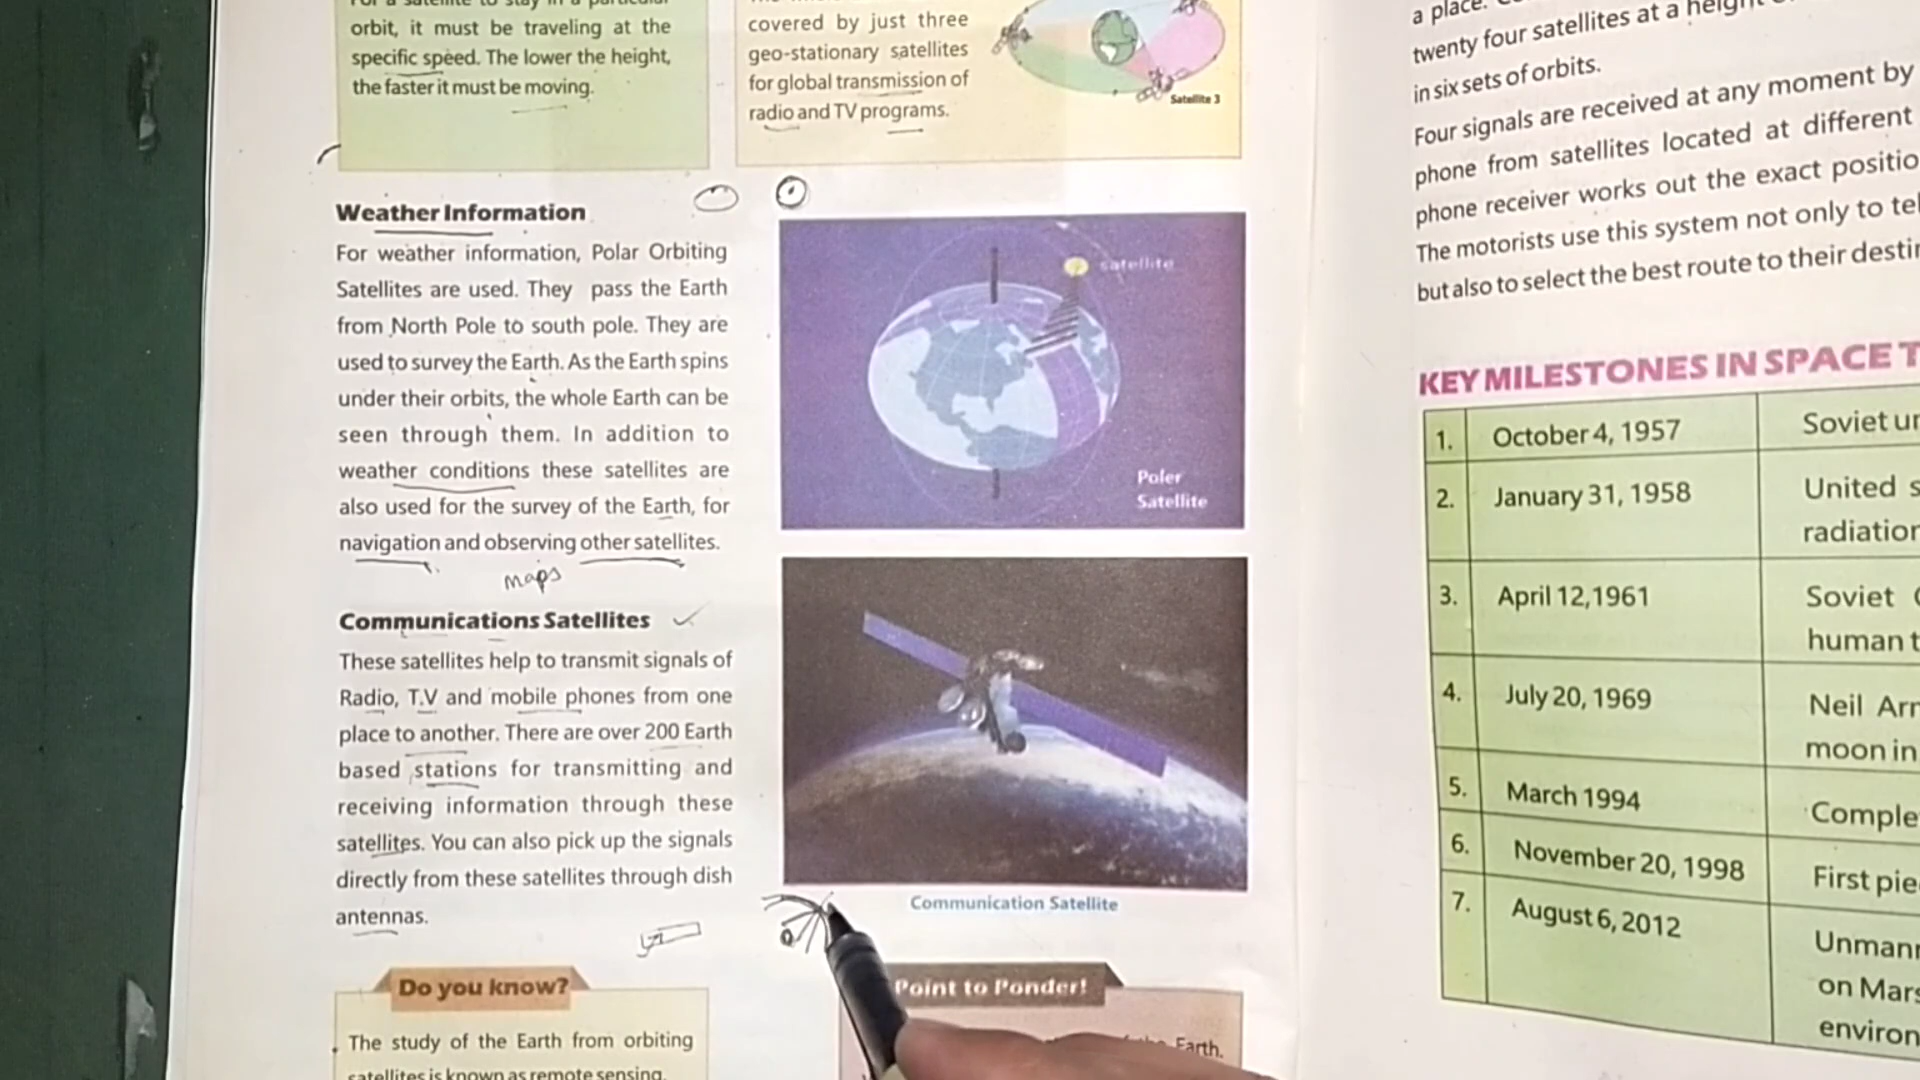 orbit, it must be traveling at the
specific speed. The lower the height,
the faster it must be moving.
covered by just three
geo-stationary satellites
for global transmission of
radio and TV programs.
Satellite 3
Weather Information
For weather information, Polar Orbiting
Satellites are used. They pass the Earth
from North Pole to south pole. They are
used to survey the Earth. As the Earth spins
under their orbits, the whole Earth can be
seen through them. In addition to
weather conditions these satellites are
also used for the survey of the Earth, for
navigation and observing other satellites.
maps
satellite
Poler
Satellite
Communications Satellites
These satellites help to transmit signals of
Radio, T.V and mobile phones from one
place to another. There are over 200 Earth
based stations for transmitting and
receiving information through these
satellites. You can also pick up the signals
directly from these satellites through dish
antennas.
Communication Satellite
Do you know?
The study of the Earth from orbiting
satellites is known as remote sensing.
Point to Ponder!
Earth.
a place.
twenty four satellites at a height
in six sets of orbits.
Four signals are received at any moment by
phone from satellites located at different
phone receiver works out the exact positio
The motorists use this system not only to tel
but also to select the best route to their destin
KEY MILESTONES IN SPACE T
1. October 4, 1957 Soviet un
2. January 31, 1958 United s
radiation
3. April 12,1961 Soviet
human t
4. July 20, 1969 Neil Arm
moon in
5. March 1994 Comple
6. November 20, 1998 First pie
7. August 6, 2012 Unmann
on Mars
environ